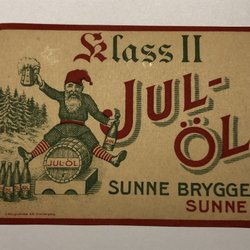 Klass II
JUL-
ÖL
JUL-ÖL
SUNNE BRYGGE
SUNNE